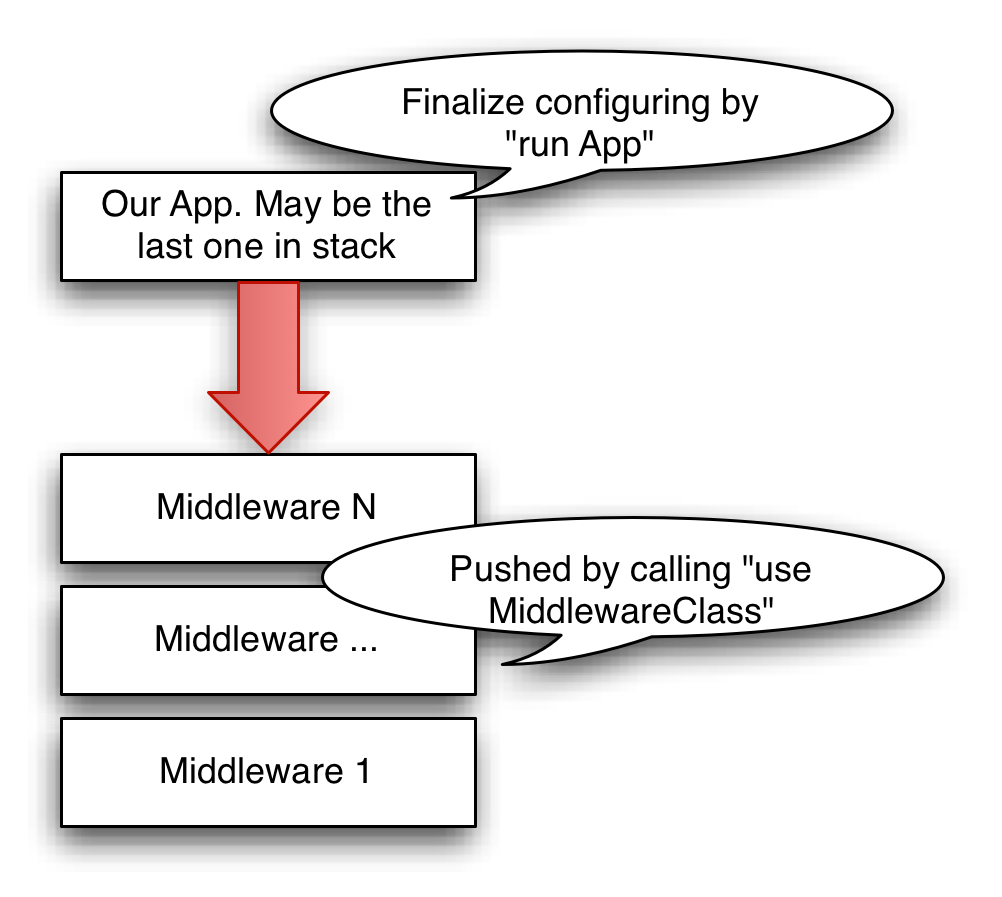 Finalize configuring by
"run App"
Our App. May be the
last one in stack
Middleware N
Pushed by calling "use
MiddlewareClass"
Middleware ...
Middleware 1